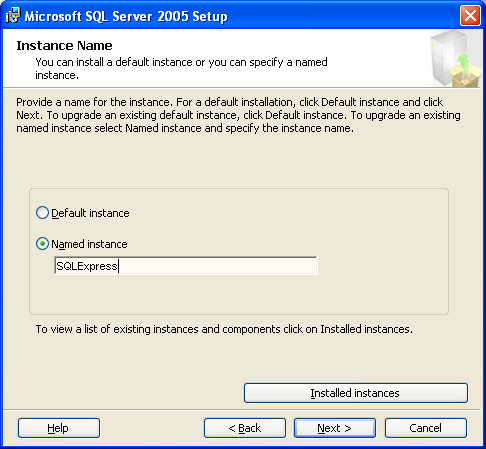 Microsoft SQL Server 2005 Setup
Instance Name
You can install a default instance or you can specify a named
instance.
Provide a name for the instance. For a default installation, click Default instance and click
Next. To upgrade an existing default instance, click Default instance. To upgrade an existing
named instance select Named instance and specify the instance name.
Default instance
Named instance
SQLExpress
To view a list of existing instances and components click on Installed instances.
Installed instances
Help
< Back
Next >
Cancel